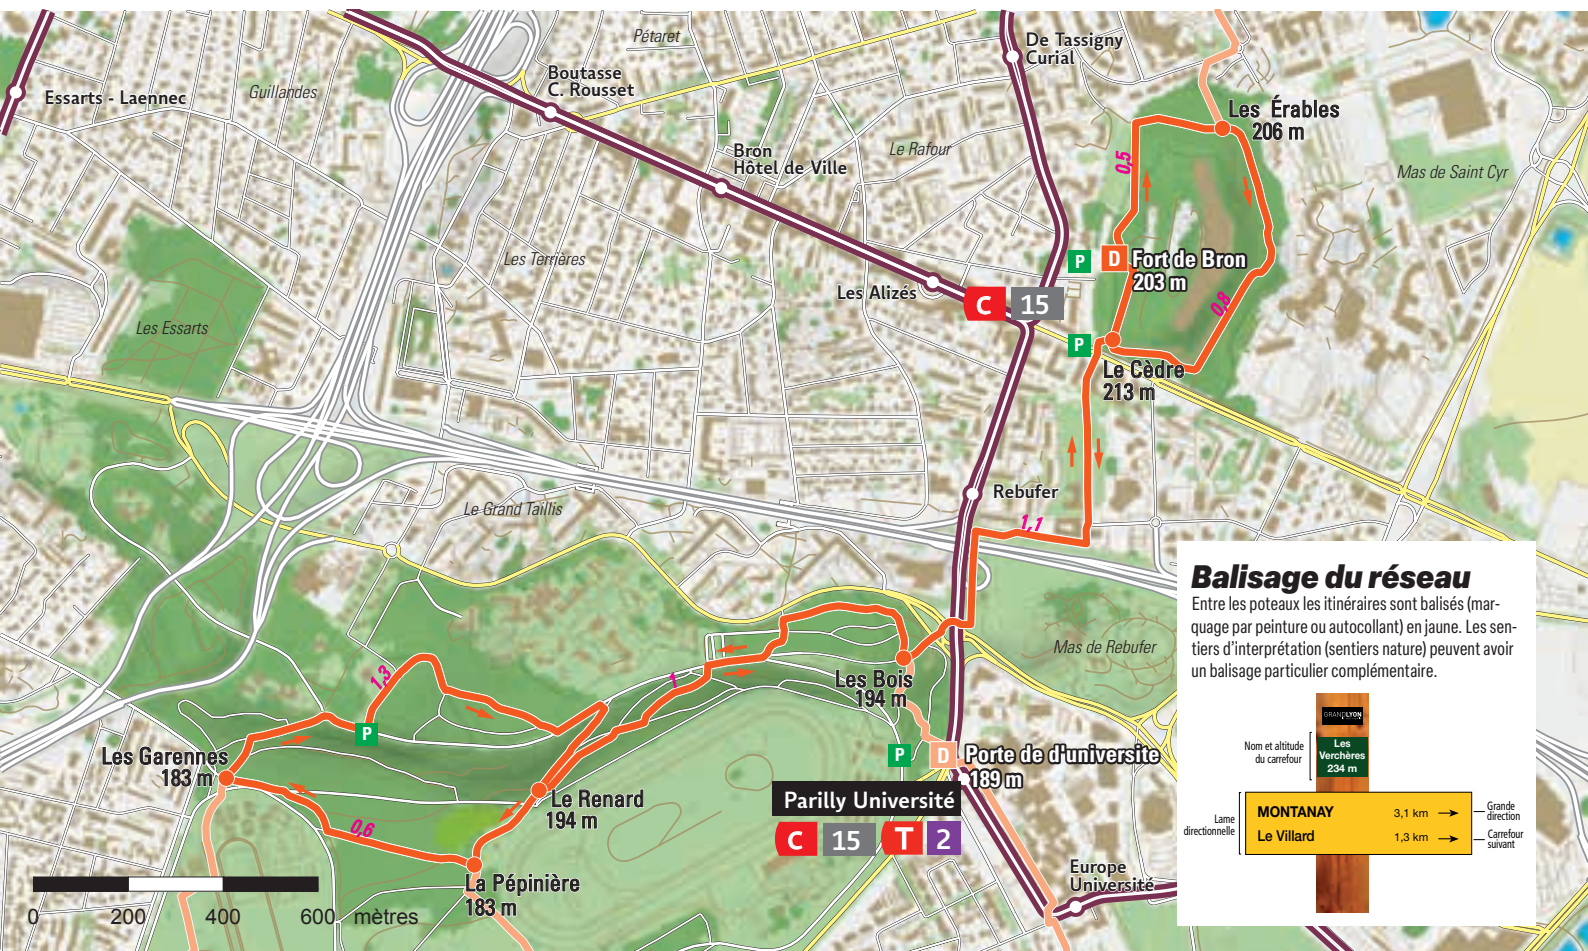 Pétaret
De Tassigny
Curial
Boutasse
C. Rousset
Essarts - Laennec
Guillandes
Les Érables
206 m
Bron
Hôtel de Ville
Le Rafour
0,5
Mas de Saint Cyr
Les Terrières
P
D
Fort de Bron
203 m
Les Alizés
C
15
0,8
Les Essarts
P
Le Cèdre
213 m
Rebufer
Le Grand Taillis
1,1
Mas de Rebufer
1,3
1
Les Bois
194 m
P
Les Garennes
183 m
P
D
Porte de d'universite
189 m
Le Renard
194 m
Parilly Université
C
15
T
2
0,6
La Pépinière
183 m
Europe
Université
0
200
400
600
mètres
Balisage du réseau
Entre les poteaux les itinéraires sont balisés (mar-
quage par peinture ou autocollant) en jaune. Les sen-
tiers d'interprétation (sentiers nature) peuvent avoir
un balisage particulier complémentaire.
GRANDLYON
Nom et altitude
du carrefour
Les
Verchères
234 m
Lame
directionnelle
MONTANAY
3,1 km
Grande
direction
Le Villard
1,3 km
Carrefour
suivant